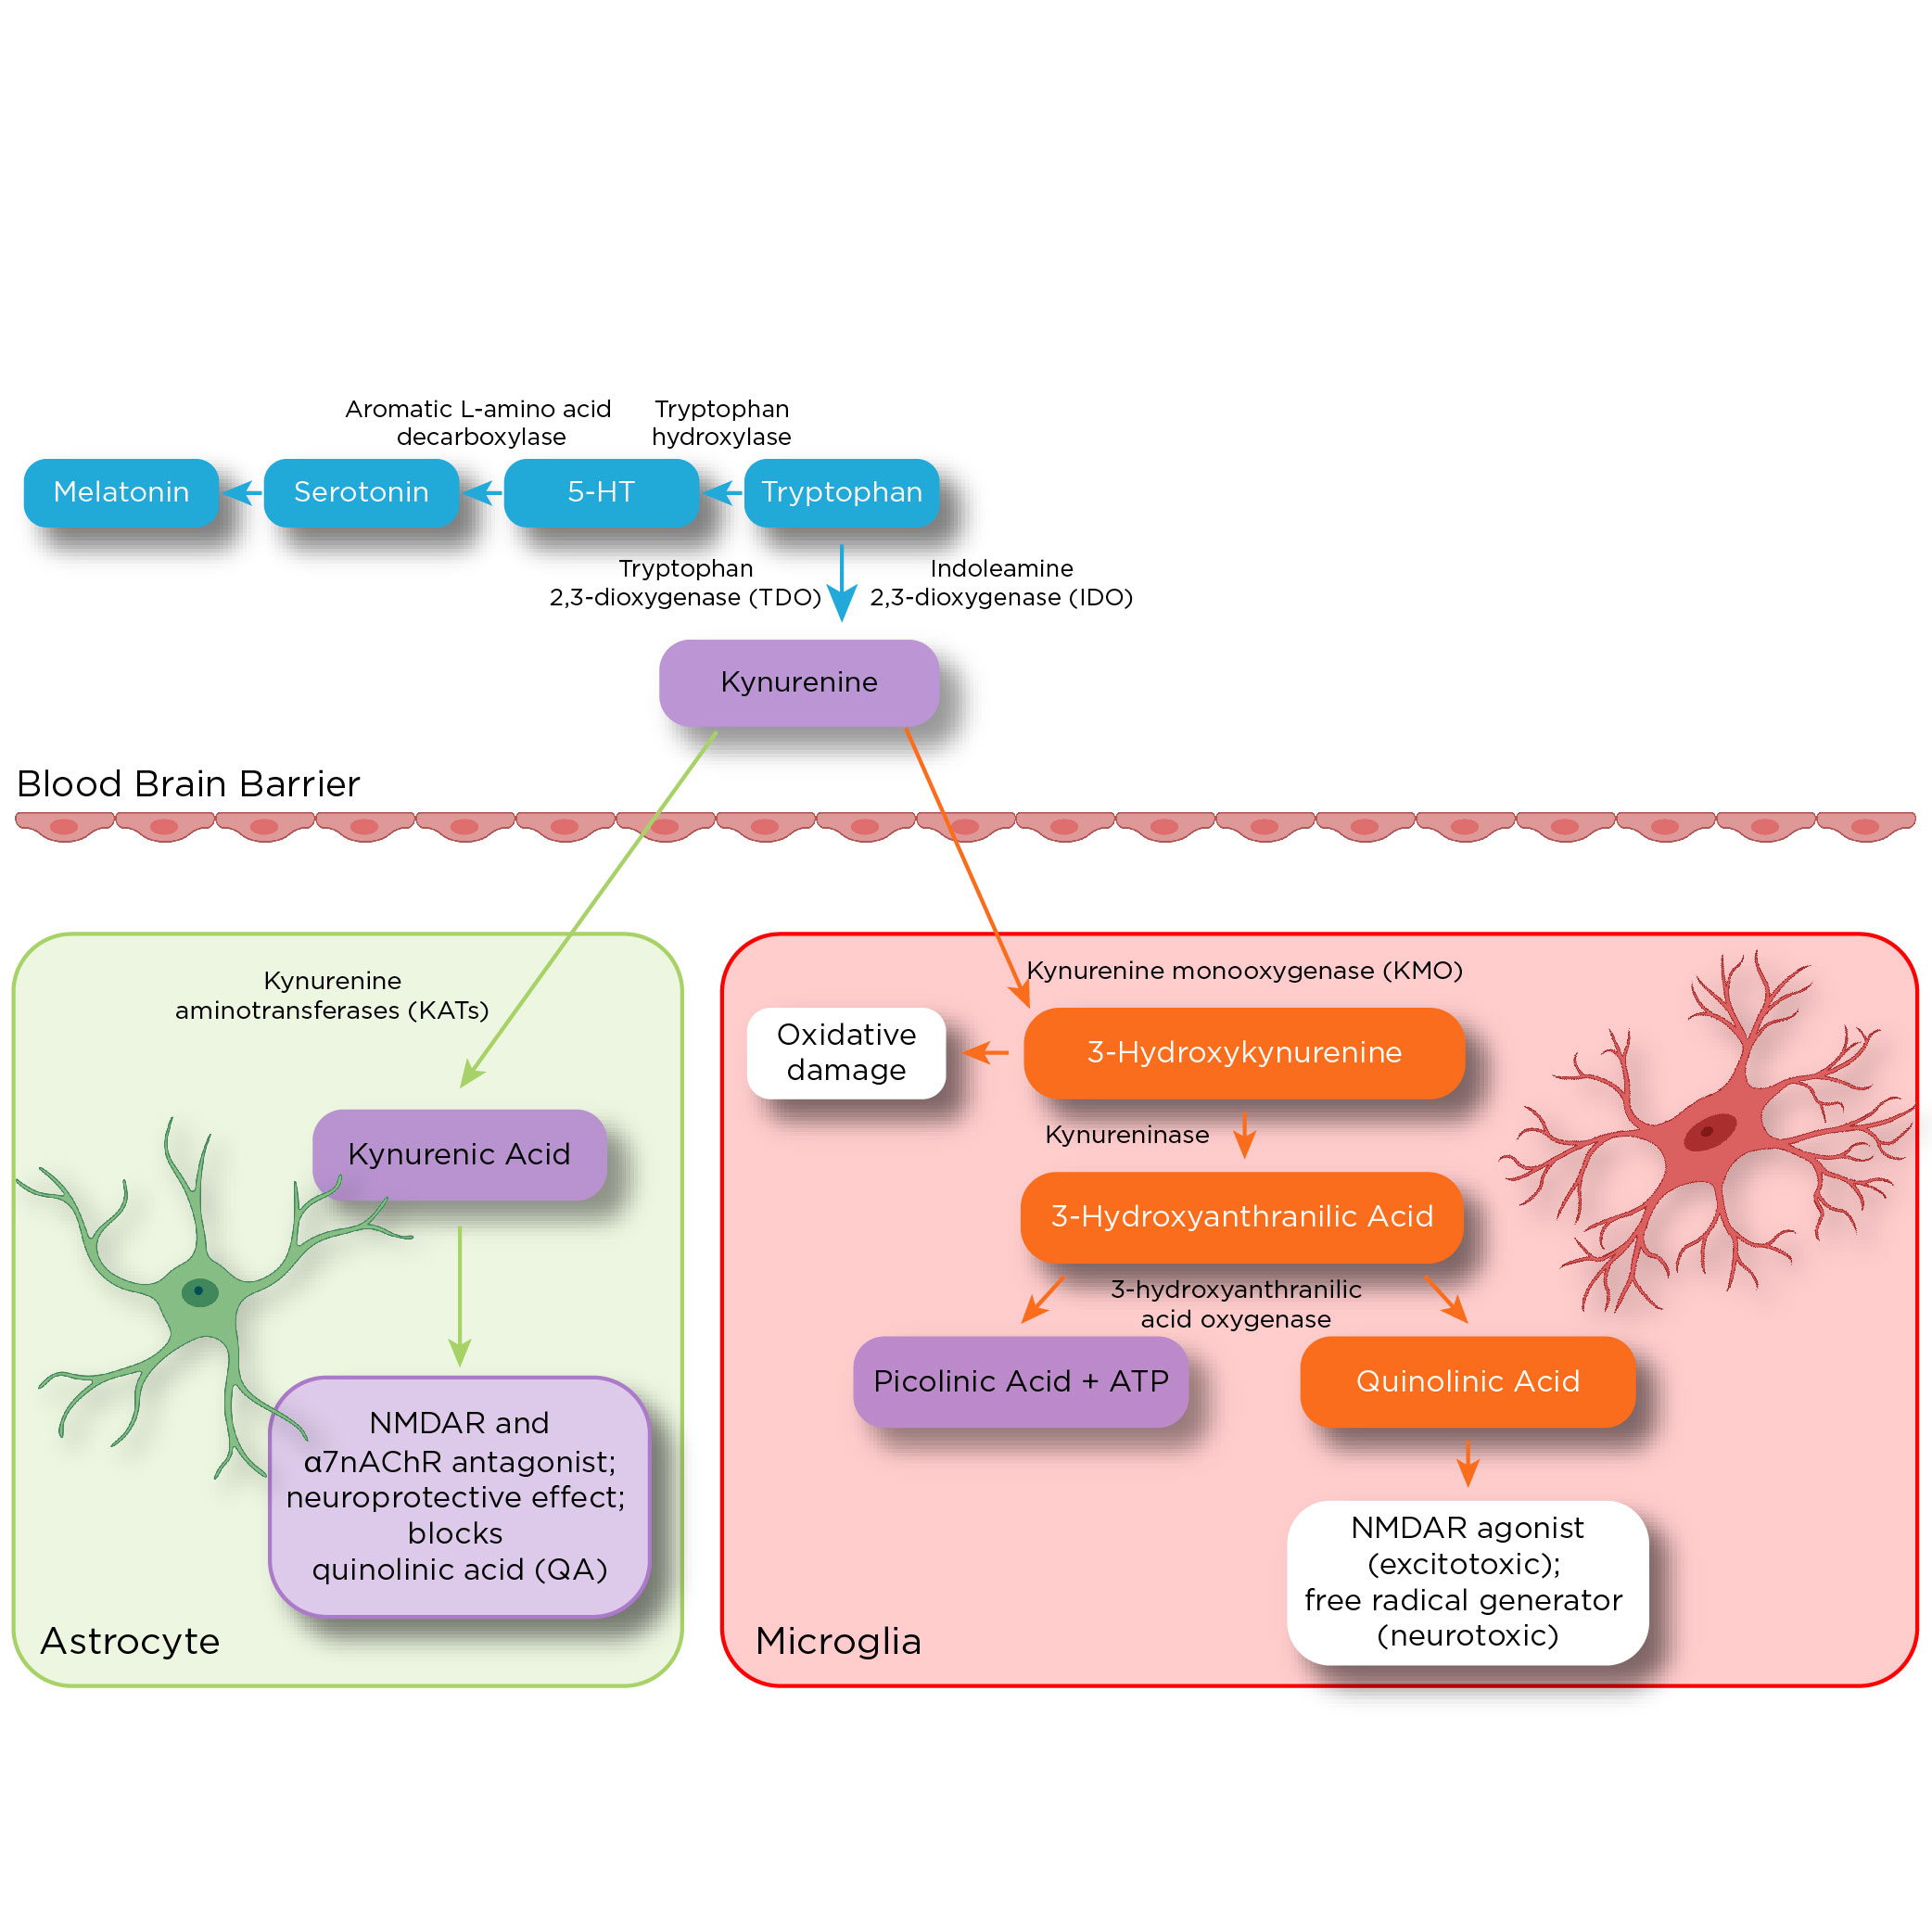 Aromatic L-amino acid
decarboxylase
Tryptophan
hydroxylase
Melatonin
Serotonin
5-HT
Tryptophan
Tryptophan
2,3-dioxygenase (TDO)
Indoleamine
2,3-dioxygenase (IDO)
Kynurenine
Blood Brain Barrier
Kynurenine
aminotransferases (KATs)
Kynurenic Acid
NMDAR and
α7nAChR antagonist;
neuroprotective effect;
blocks
quinolinic acid (QA)
Astrocyte
Kynurenine monooxygenase (KMO)
Oxidative
damage
3-Hydroxykynurenine
Kynureninase
3-Hydroxyanthranilic Acid
3-hydroxyanthranilic
acid oxygenase
Picolinic Acid + ATP
Quinolinic Acid
NMDAR agonist
(excitotoxic);
free radical generator
(neurotoxic)
Microglia